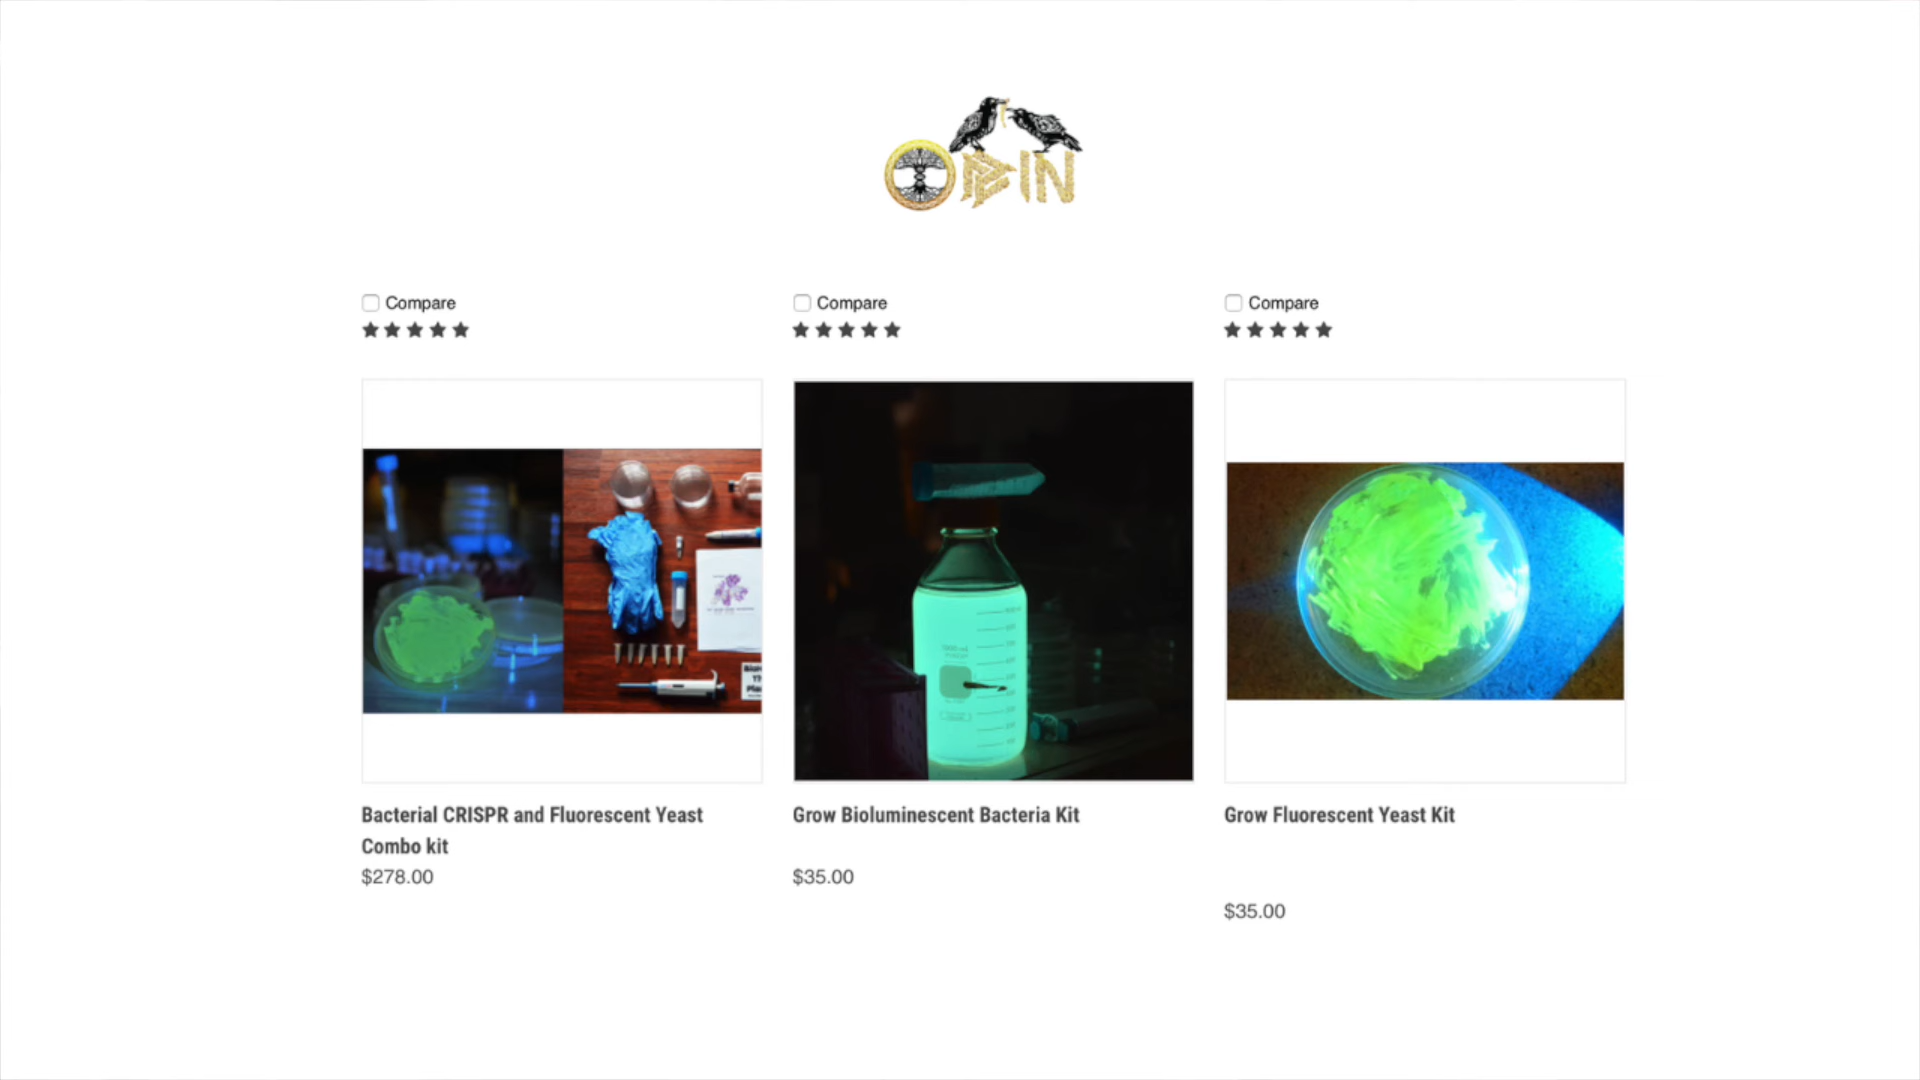 ODIN
Compare
Compare
Compare
Bacterial CRISPR and Fluorescent Yeast
Combo kit
$278.00
Grow Bioluminescent Bacteria Kit
$35.00
Grow Fluorescent Yeast Kit
$35.00